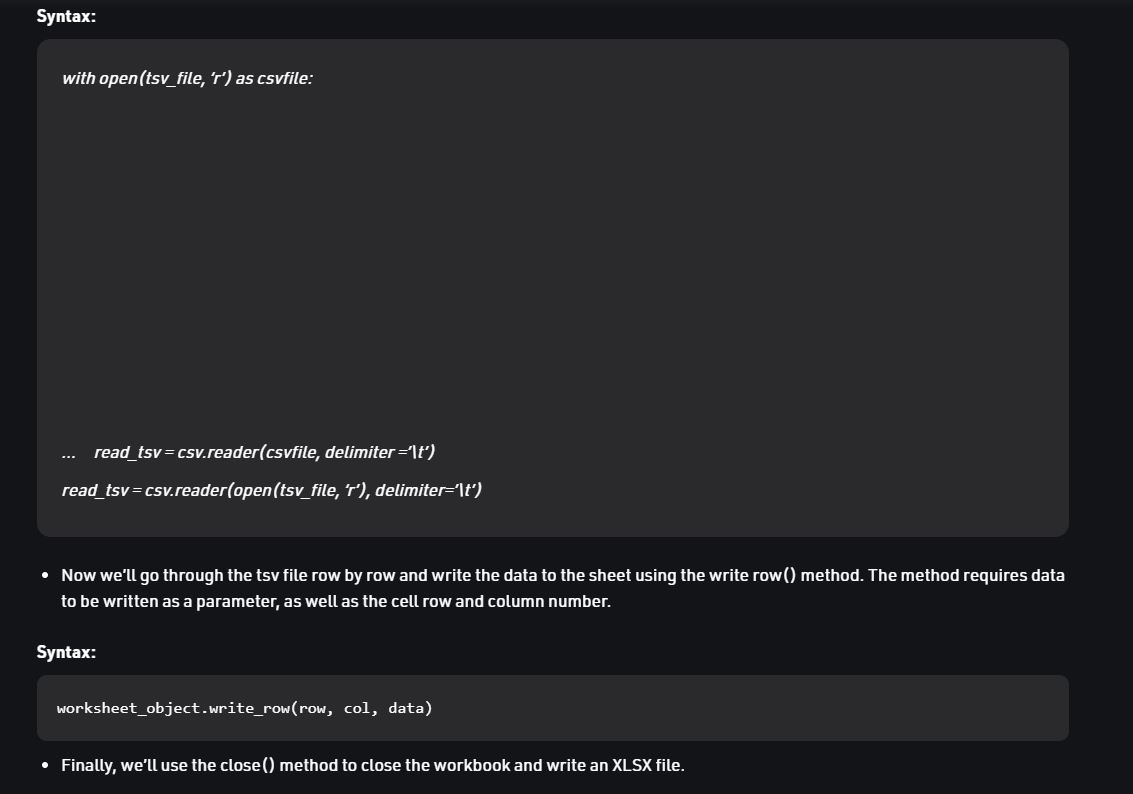 Syntax:
with open(tsv_file, ‘r’) as csvfile:
...    read_tsv = csv.reader(csvfile, delimiter =’\t’)
read_tsv = csv.reader(open(tsv_file, ‘r’), delimiter=’\t’)
• Now we’ll go through the tsv file row by row and write the data to the sheet using the write row() method. The method requires data
to be written as a parameter, as well as the cell row and column number.
Syntax:
worksheet_object.write_row(row, col, data)
• Finally, we’ll use the close() method to close the workbook and write an XLSX file.